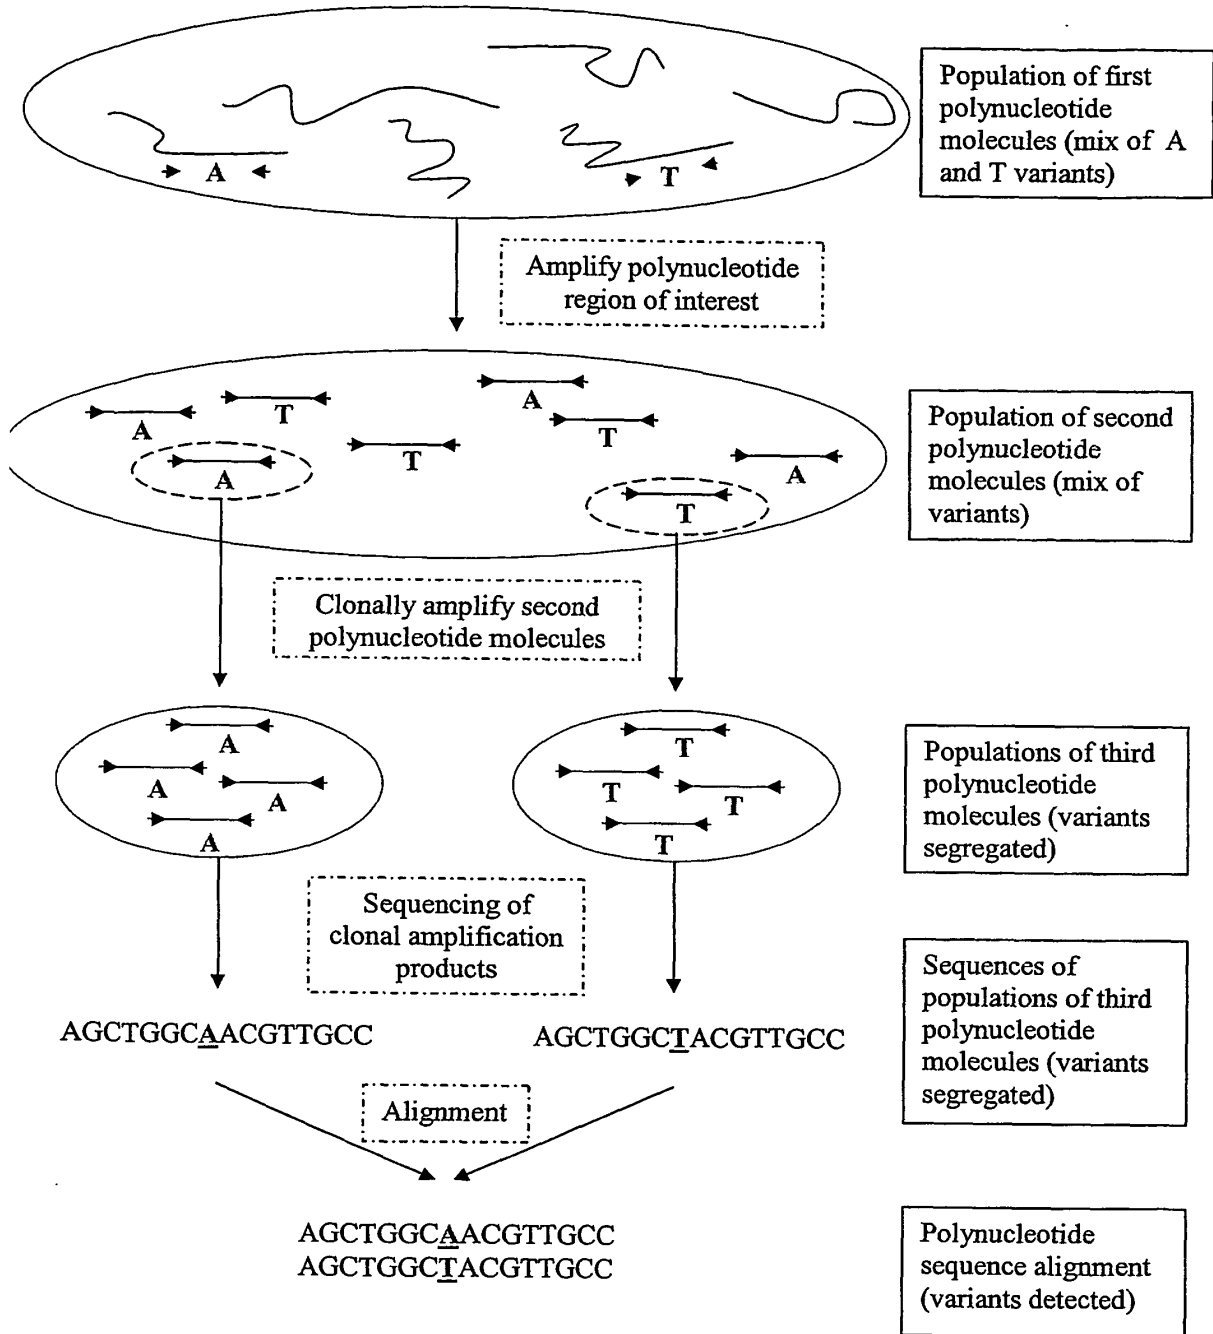 Population of first
polynucleotide
molecules (mix of A
and T variants)
A
T
Amplify polynucleotide
region of interest
A
T
A
T
A
T
A
T
Population of second
polynucleotide
molecules (mix of
variants)
Clonally amplify second
polynucleotide molecules
A
A
A
A
T
T
T
T
Populations of third
polynucleotide
molecules (variants
segregated)
Sequencing of
clonal amplification
products
AGCTGGCAACGTTGCC
AGCTGGCTACGTTGCC
Sequences of
populations of third
polynucleotide
molecules (variants
segregated)
Alignment
AGCTGGCAACGTTGCC
AGCTGGCTACGTTGCC
Polynucleotide
sequence alignment
(variants detected)